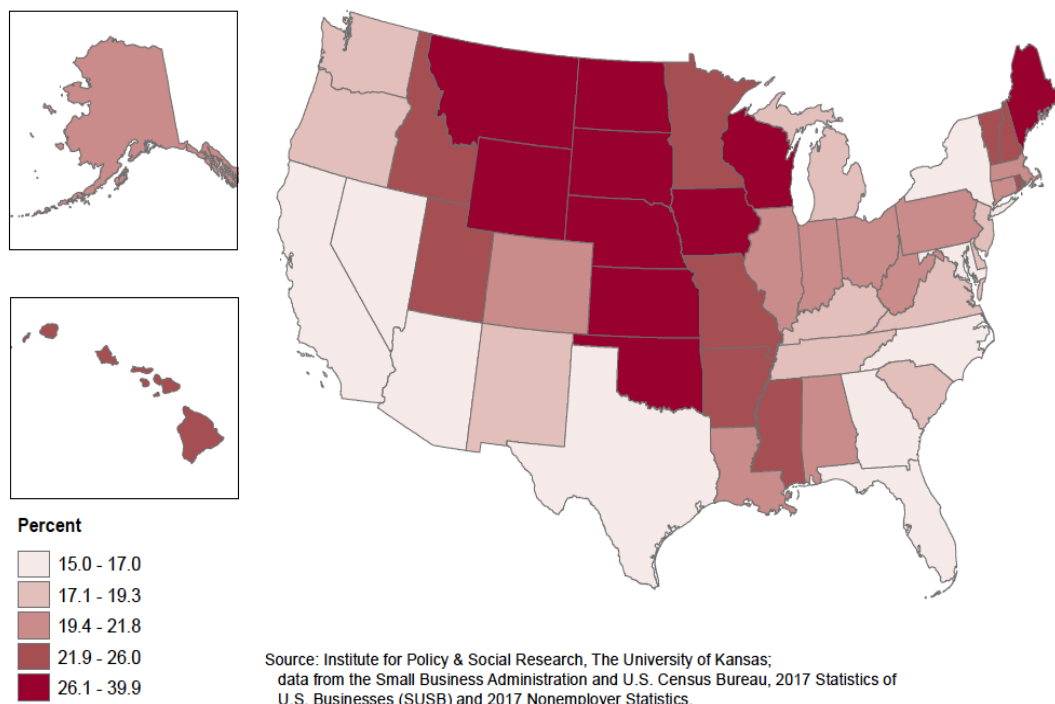 Percent
15.0 - 17.0
17.1 - 19.3
19.4 - 21.8
21.9 - 26.0
26.1 - 39.9
Source: Institute for Policy & Social Research, The University of Kansas;
data from the Small Business Administration and U.S. Census Bureau, 2017 Statistics of
U.S. Businesses (SUSB) and 2017 Nonemployer Statistics.